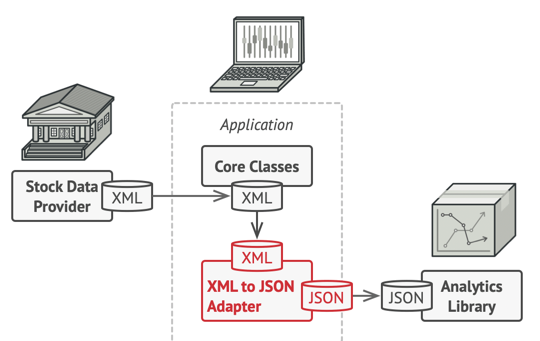 Application
Core Classes
XML
Stock Data
Provider
XML
XML
XML to JSON
Adapter
JSON
JSON
Analytics
Library